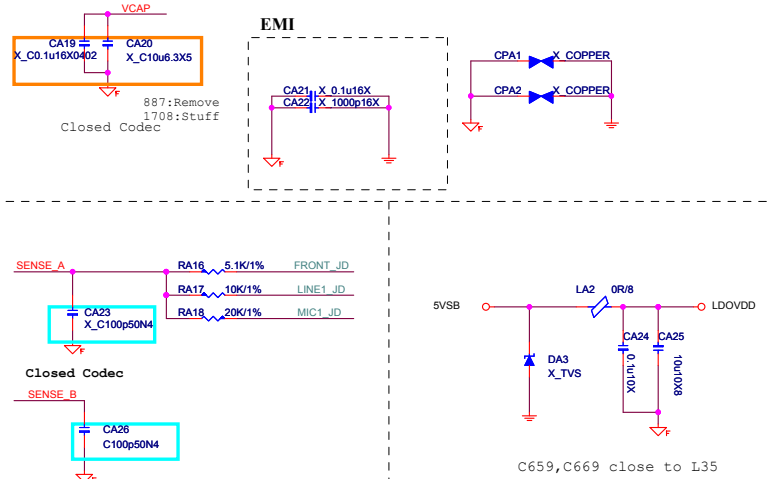 VCAP
CA19
X_C0.1u16X0402
CA20
X_C10u6.3X5
F
887:Remove
1708:Stuff
Closed Codec
EMI
CA21 X_0.1u16X
CA22 X_1000p16X
F
CPA1 X_COPPER
CPA2 X_COPPER
F
SENSE_A
RA16 5.1K/1% FRONT_JD
RA17 10K/1% LINE1_JD
RA18 20K/1% MIC1_JD
CA23
X_C100p50N4
F
Closed Codec
SENSE_B
CA26
C100p50N4
F
5VSB
LA2 0R/8
LDOVDD
DA3
X_TVS
CA24
0.1u10X
CA25
10u10X8
F
C659,C669 close to L35